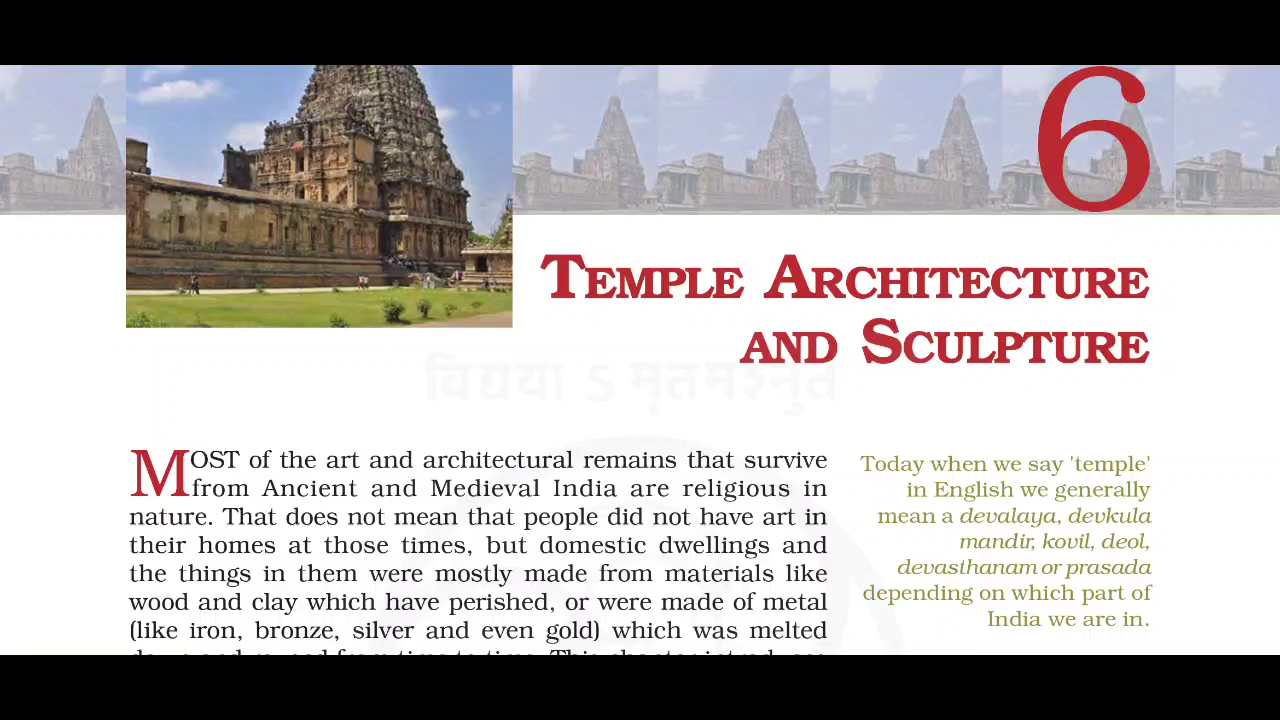 6
TEMPLE ARCHITECTURE
AND SCULPTURE
विद्यया ऽ मृतमश्नुते
MOST of the art and architectural remains that survive
from Ancient and Medieval India are religious in
nature. That does not mean that people did not have art in
their homes at those times, but domestic dwellings and
the things in them were mostly made from materials like
wood and clay which have perished, or were made of metal
(like iron, bronze, silver and even gold) which was melted
Today when we say 'temple'
in English we generally
mean a devalaya, devkula
mandir, kovil, deol,
devasthanam or prasada
depending on which part of
India we are in.